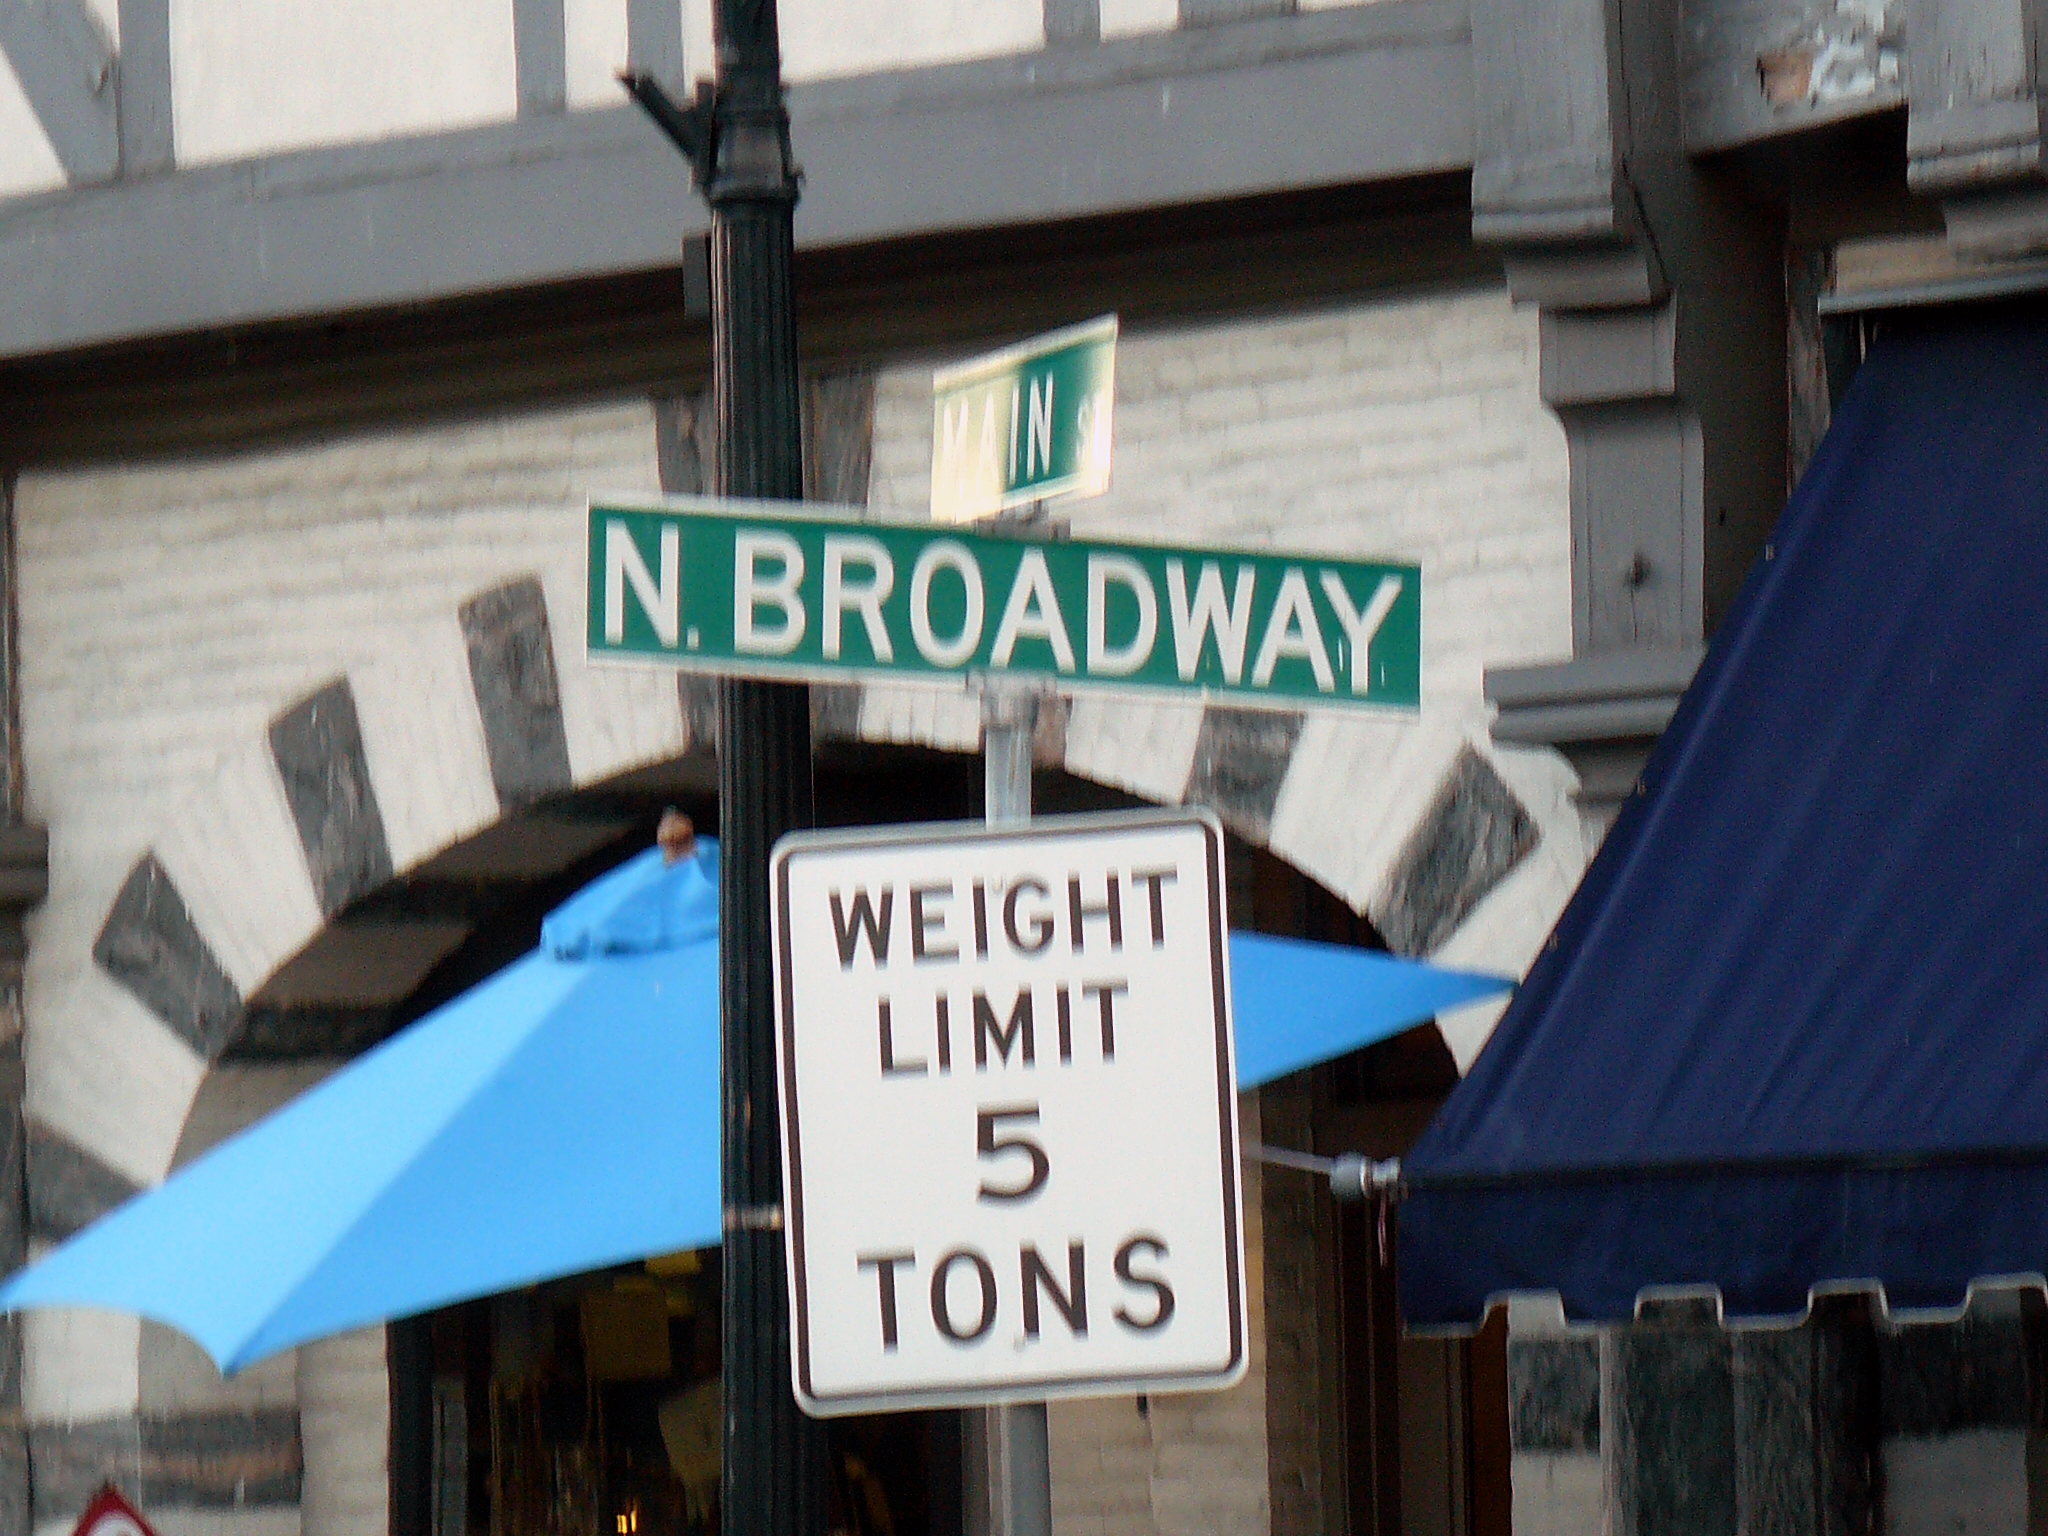 MAIN ST
N. BROADWAY
WEIGHT
LIMIT
5
TONS